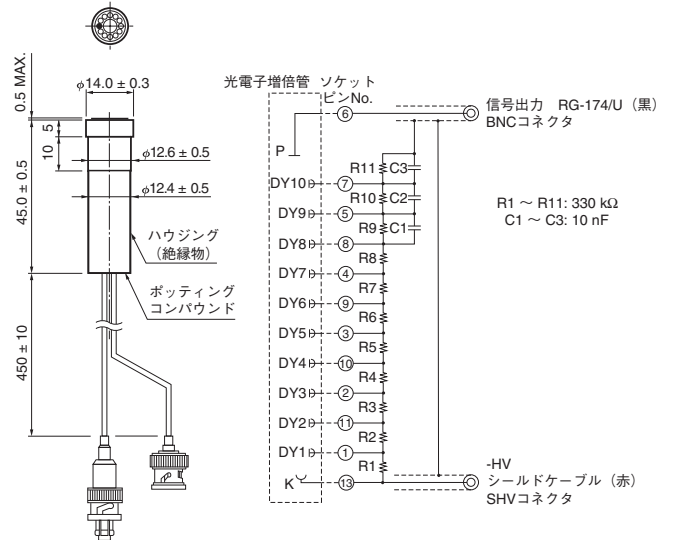 0.5 MAX.
φ14.0 ± 0.3
5
10
φ12.6 ± 0.5
45.0 ± 0.5
φ12.4 ± 0.5
ハウジング
(絶縁物)
ポッティング
コンパウンド
450 ± 10
光電子増倍管 ソケット
ピンNo.
P
6
信号出力 RG-174/U(黒)
BNCコネクタ
R11 C3
DY10 7
R10 C2
DY9 5
R9 C1
DY8 8
R8
DY7 4
R7
DY6 9
R6
DY5 3
R5
DY4 10
R4
DY3 2
R3
DY2 11
R2
DY1 1
R1
K 13
R1 ~ R11: 330 kΩ
C1 ~ C3: 10 nF
-HV
シールドケーブル(赤)
SHVコネクタ